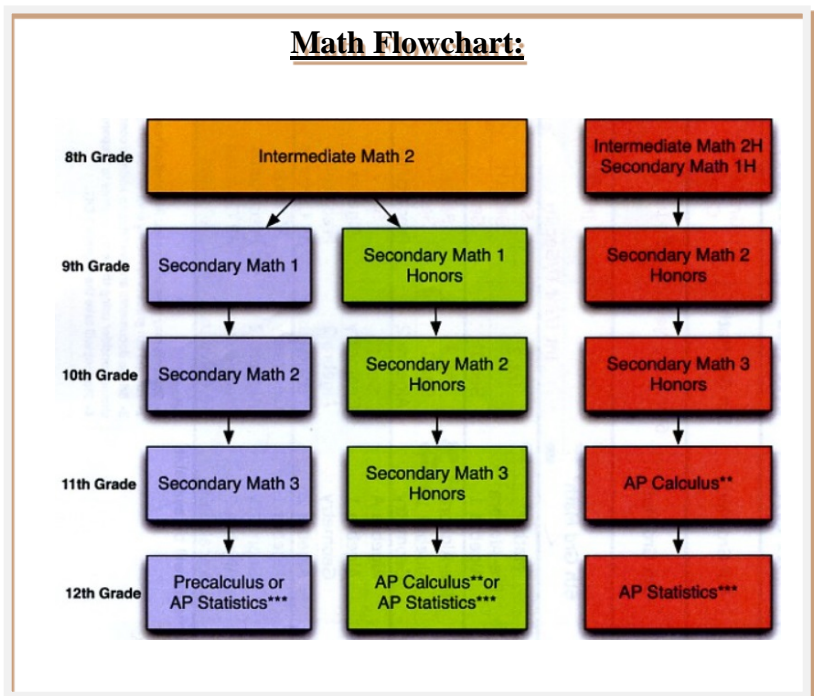 Math Flowchart:
8th Grade
Intermediate Math 2
Intermediate Math 2H
Secondary Math 1H
9th Grade
Secondary Math 1
Secondary Math 1
Honors
Secondary Math 2
Honors
10th Grade
Secondary Math 2
Secondary Math 2
Honors
Secondary Math 3
Honors
11th Grade
Secondary Math 3
Secondary Math 3
Honors
AP Calculus**
12th Grade
Precalculus or
AP Statistics***
AP Calculus**or
AP Statistics***
AP Statistics***